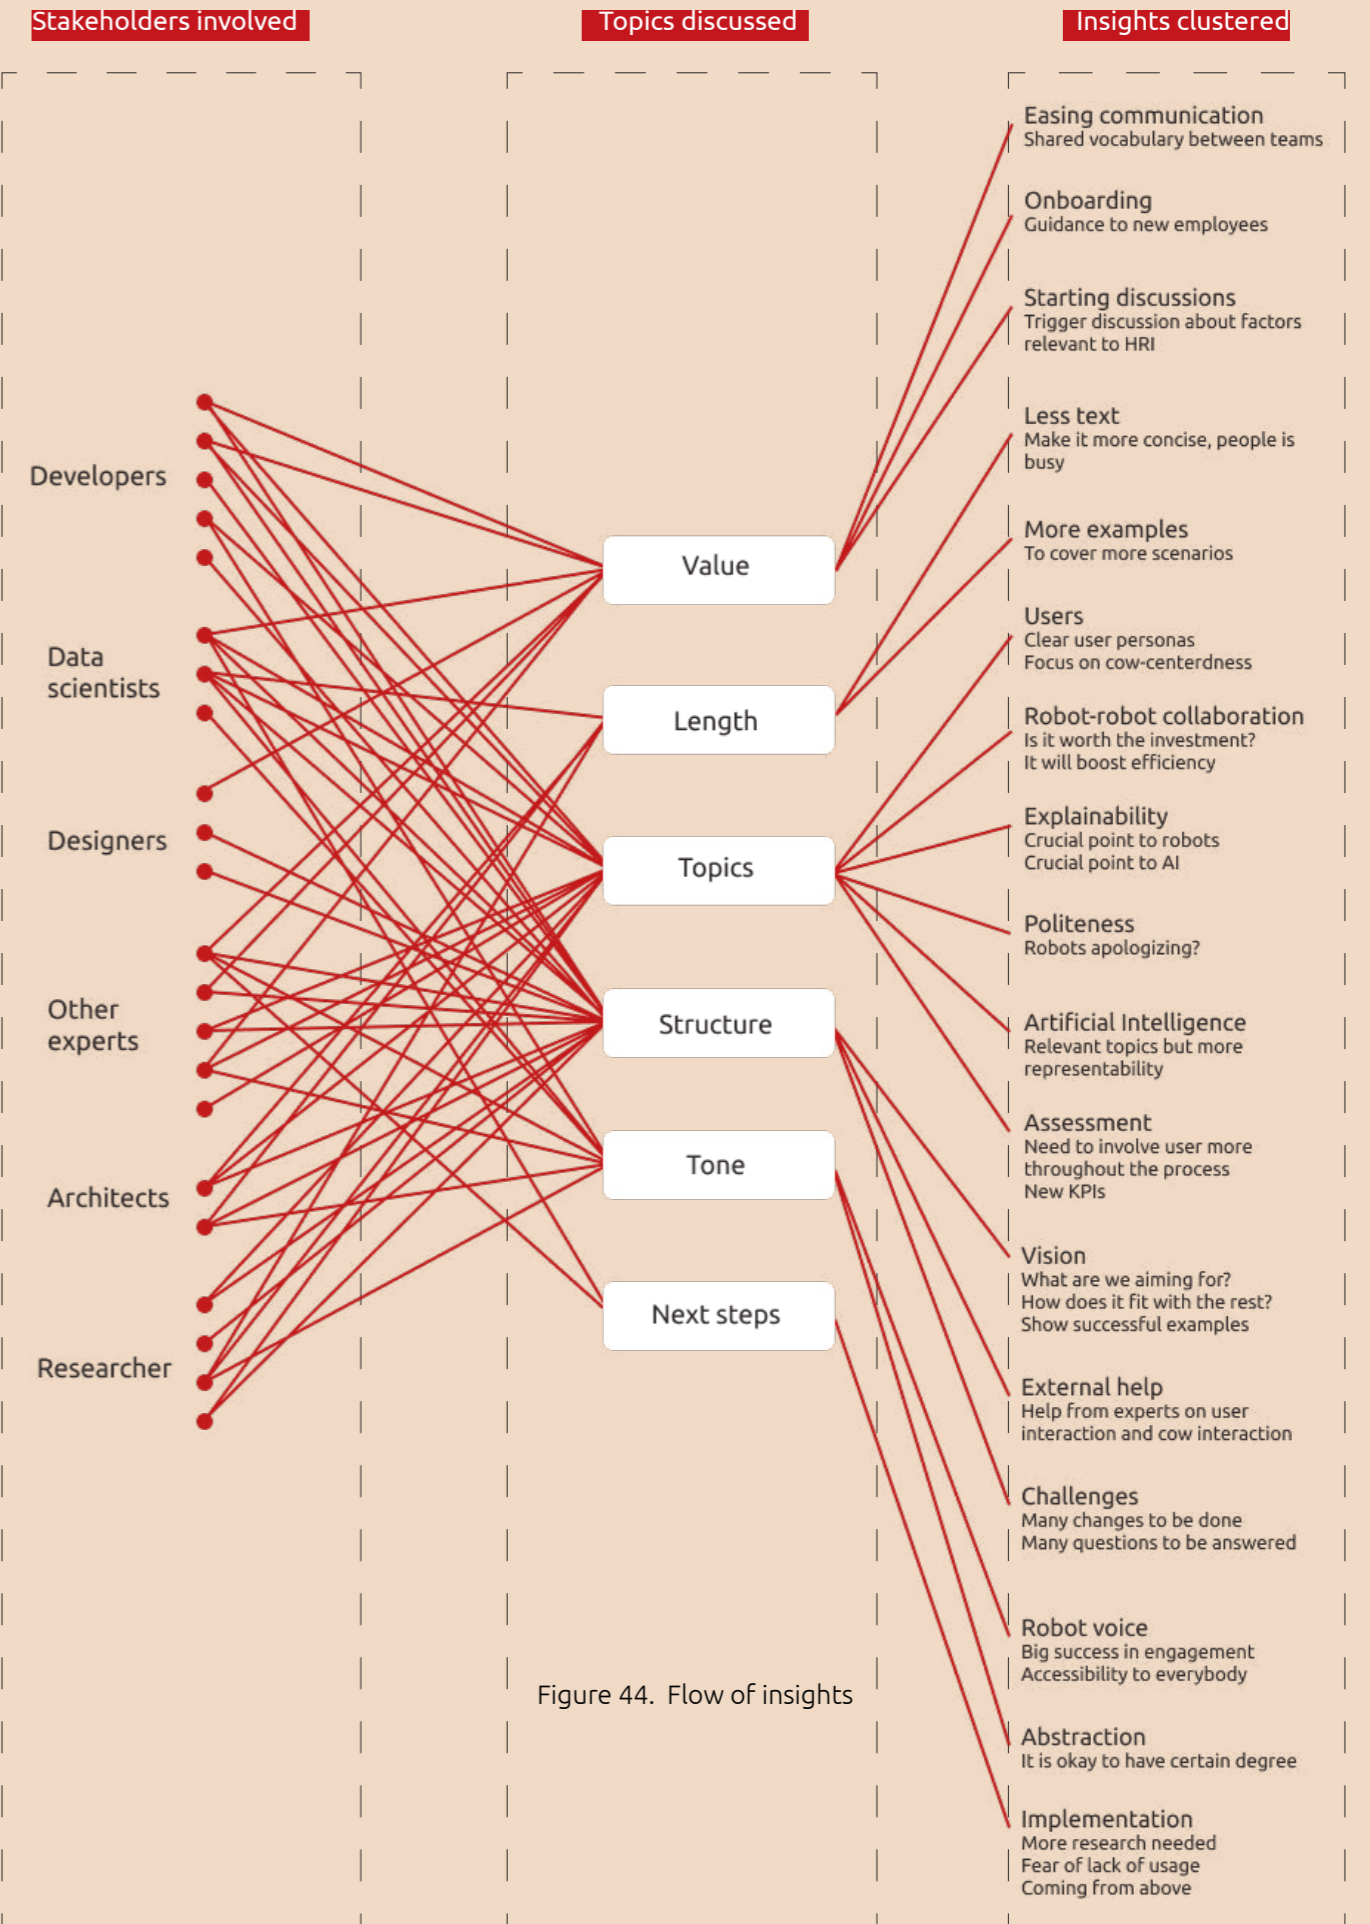 Stakeholders involved
Topics discussed
Insights clustered
Developers
Data
scientists
Designers
Other
experts
Architects
Researcher
Value
Length
Topics
Structure
Tone
Next steps
Easing communication
Shared vocabulary between teams
Onboarding
Guidance to new employees
Starting discussions
Trigger discussion about factors
relevant to HRI
Less text
Make it more concise, people is
busy
More examples
To cover more scenarios
Users
Clear user personas
Focus on cow-centerdness
Robot-robot collaboration
Is it worth the investment?
It will boost efficiency
Explainability
Crucial point to robots
Crucial point to AI
Politeness
Robots apologizing?
Artificial Intelligence
Relevant topics but more
representability
Assessment
Need to involve user more
throughout the process
New KPIs
Vision
What are we aiming for?
How does it fit with the rest?
Show successful examples
External help
Help from experts on user
interaction and cow interaction
Challenges
Many changes to be done
Many questions to be answered
Robot voice
Big success in engagement
Accessibility to everybody
Abstraction
It is okay to have certain degree
Implementation
More research needed
Fear of lack of usage
Coming from above
Figure 44. Flow of insights